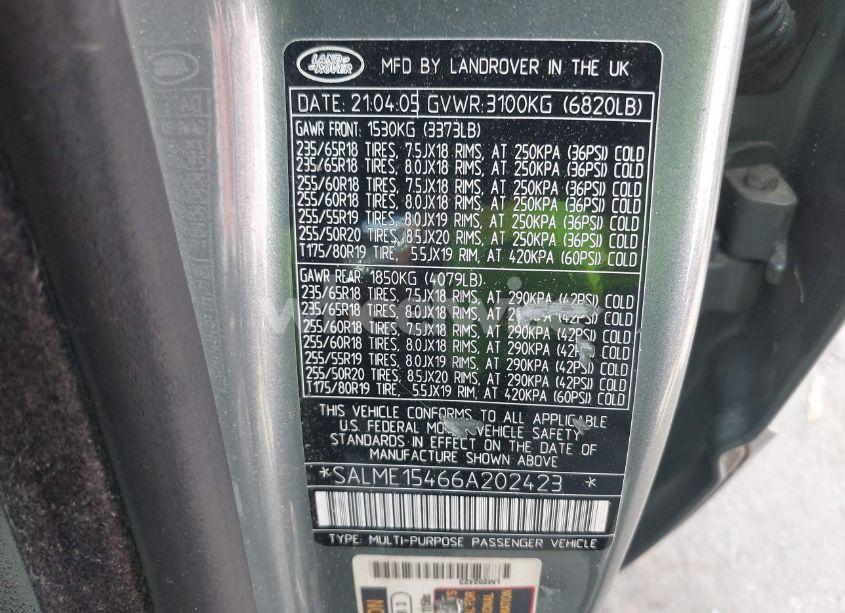 LAND-
ROVER
MFD BY LANDROVER IN THE UK
DATE: 21:04:05 GVWR:3100KG (6820LB)
GAWR FRONT: 1530KG (3373LB)
235/65R18 TIRES, 7.5JX18 RIMS, AT 250KPA (36PSI) COLD
235/65R18 TIRES, 8.0JX18 RIMS, AT 250KPA (36PSI) COLD
255/60R18 TIRES, 7.5JX18 RIMS, AT 250KPA (36PSI) COLD
255/60R18 TIRES, 8.0JX18 RIMS, AT 250KPA (36PSI) COLD
255/55R19 TIRES, 8.0JX19 RIMS, AT 250KPA (36PSI) COLD
255/50R20 TIRES, 8.5JX20 RIMS, AT 250KPA (36PSI) COLD
T175/80R19 TIRE, 5.5JX19 RIM, AT 420KPA (60PSI) COLD
GAWR REAR: 1850KG (4079LB)
235/65R18 TIRES, 7.5JX18 RIMS, AT 290KPA (42PSI) COLD
235/65R18 TIRES, 8.0JX18 RIMS, AT (42PSI) COLD
255/60R18 TIRES, 7.5JX18 RIMS, AT 290KPA (42PSI) COLD
255/60R18 TIRES, 8.0JX18 RIMS, AT 290KPA COLD
255/55R19 TIRES, 8.0JX19 RIMS, AT 290KPA (42PSI) COLD
255/50R20 TIRES, 8.5JX20 RIMS, AT 290KPA (42PSI) COLD
T175/80R19 TIRE, 5.5JX19 RIM, AT 420KPA (60PSI) COLD
THIS VEHICLE CONFORMS TO ALL APPLICABLE
U.S. FEDERAL MOTOR VEHICLE SAFETY
STANDARDS IN EFFECT ON THE DATE OF
MANUFACTURE SHOWN ABOVE
*SALME15466A202423*
TYPE: MULTI-PURPOSE PASSENGER VEHICLE
LM202423